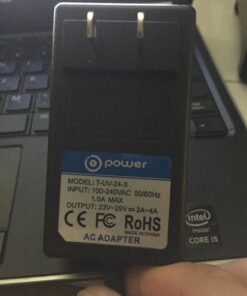 power
MODEL: T-UV-24-3
INPUT: 100-240VAC 50/60Hz
1.0A MAX
OUTPUT: 23V~25V ⎓ 2A~4A
CE FC RoHS
MADE IN CHINA
AC ADAPTER
intel
CORE i5